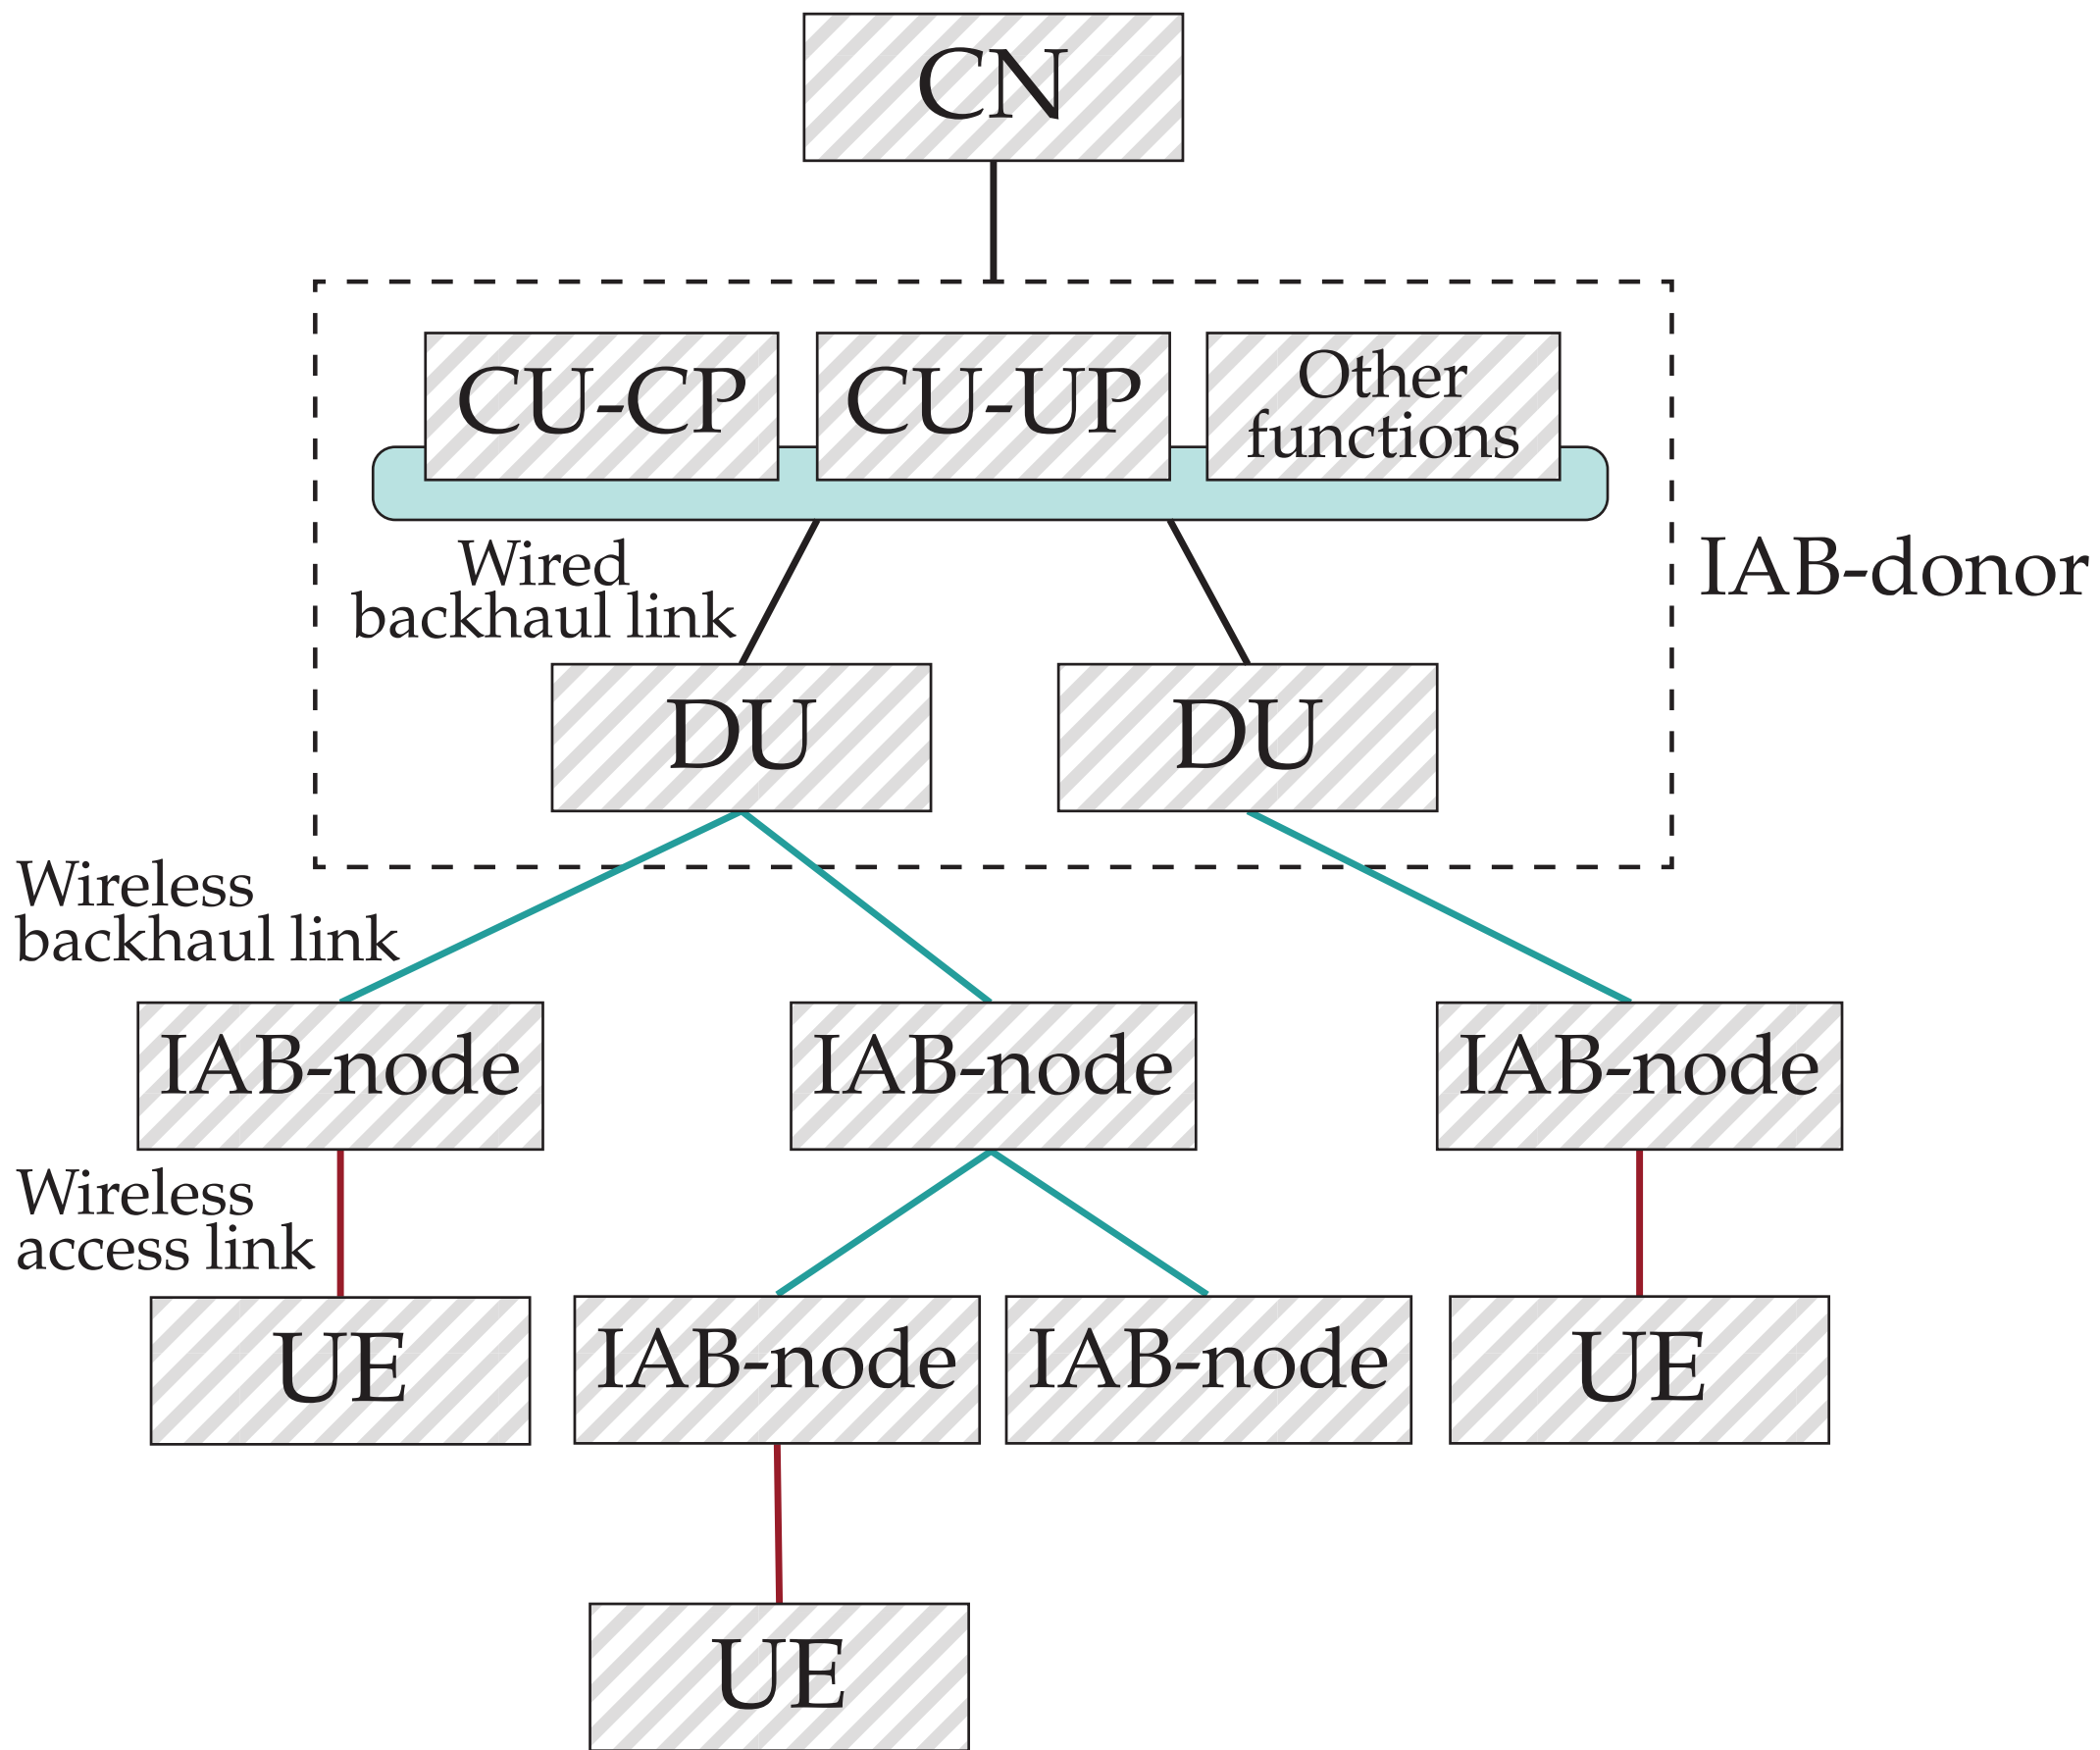 CN
CU-CP
CU-UP
Other
functions
Wired
backhaul link
IAB-donor
DU
DU
Wireless
backhaul link
IAB-node
IAB-node
IAB-node
Wireless
access link
UE
IAB-node
IAB-node
UE
UE